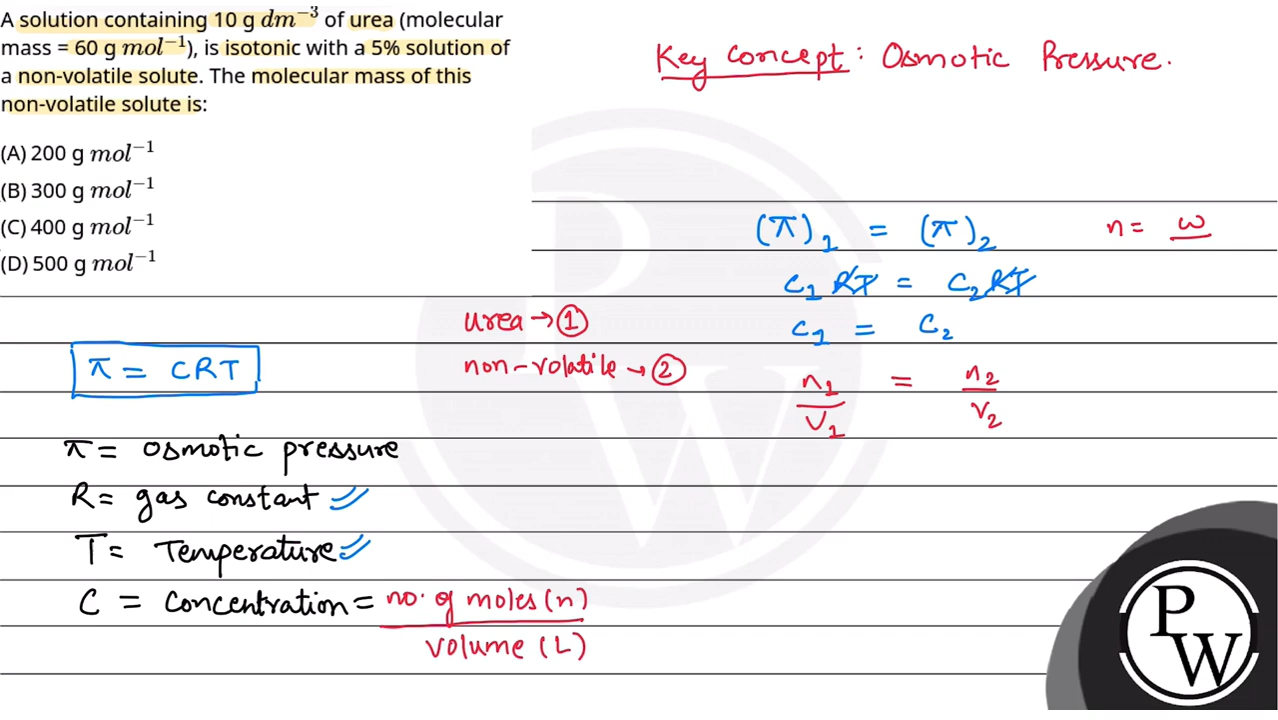 A solution containing 10 g dm⁻³ of urea (molecular
mass = 60 g mol⁻¹), is isotonic with a 5% solution of
a non-volatile solute. The molecular mass of this
non-volatile solute is:
(A) 200 g mol⁻¹
(B) 300 g mol⁻¹
(C) 400 g mol⁻¹
(D) 500 g mol⁻¹
Key Concept: Osmotic Pressure.
(π)₁ = (π)₂
n = w
C₁ RT = C₂ RT
C₁ = C₂
n₁/V₁ = n₂/V₂
urea → ①
non-volatile → ②
π = CRT
π = osmotic pressure
R = gas constant
T = Temperature
C = Concentration = no. of moles (n)
volume (L)
P
W